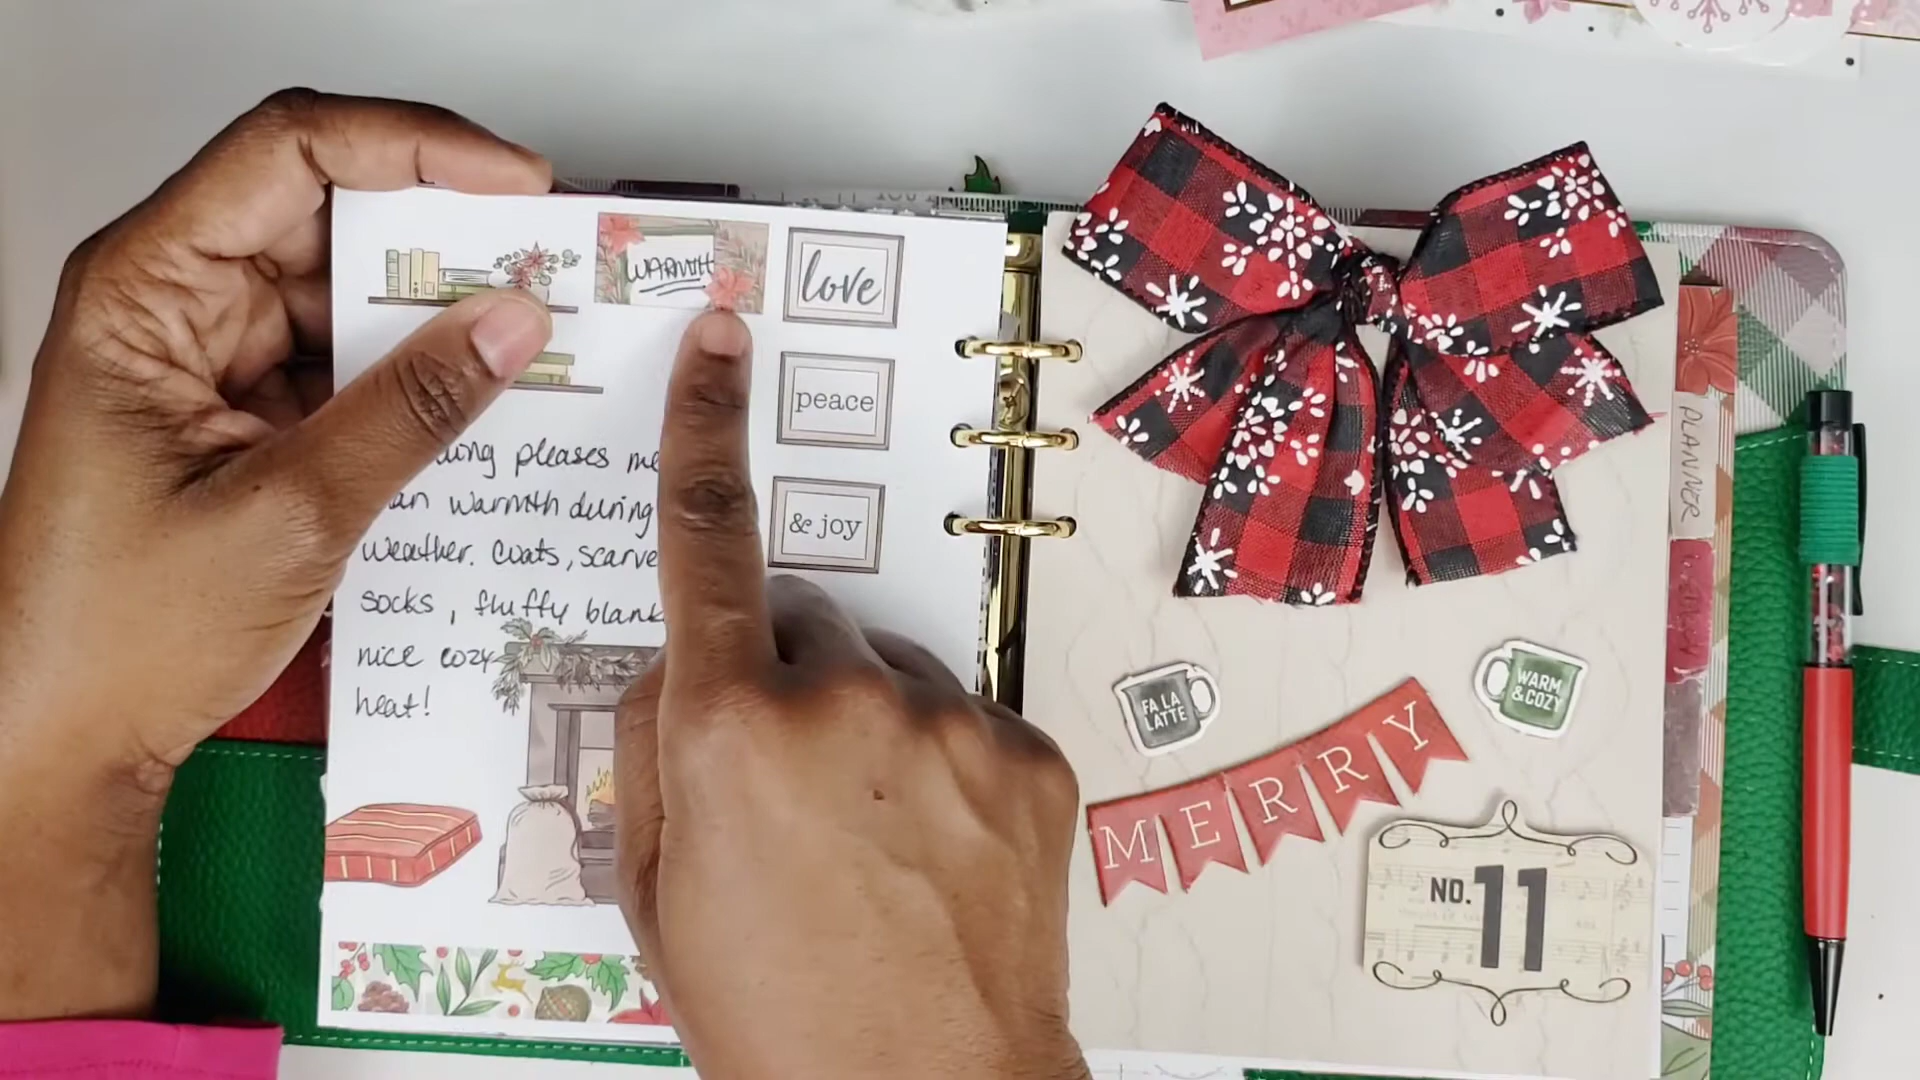 WARMTH
love
peace
& joy
pleases me
warmth during
weather. Coats, scarve
socks, fluffy blank
nice cozy
heat!
FA LA
LATTE
WARM
& COZY
MERRY
NO. 11
PLANNER